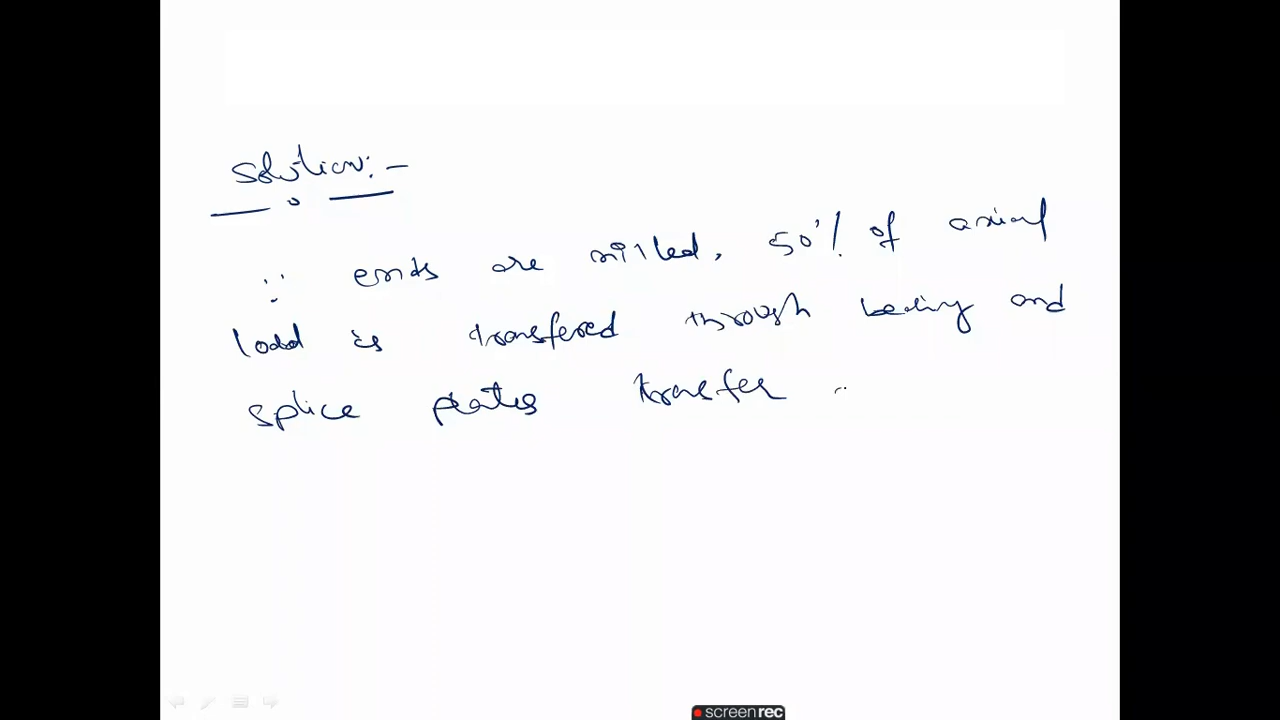 Solution:-
∵ ends are milled, 50% of axial
load is transfered through bearing and
splice plates transfer
screenrec